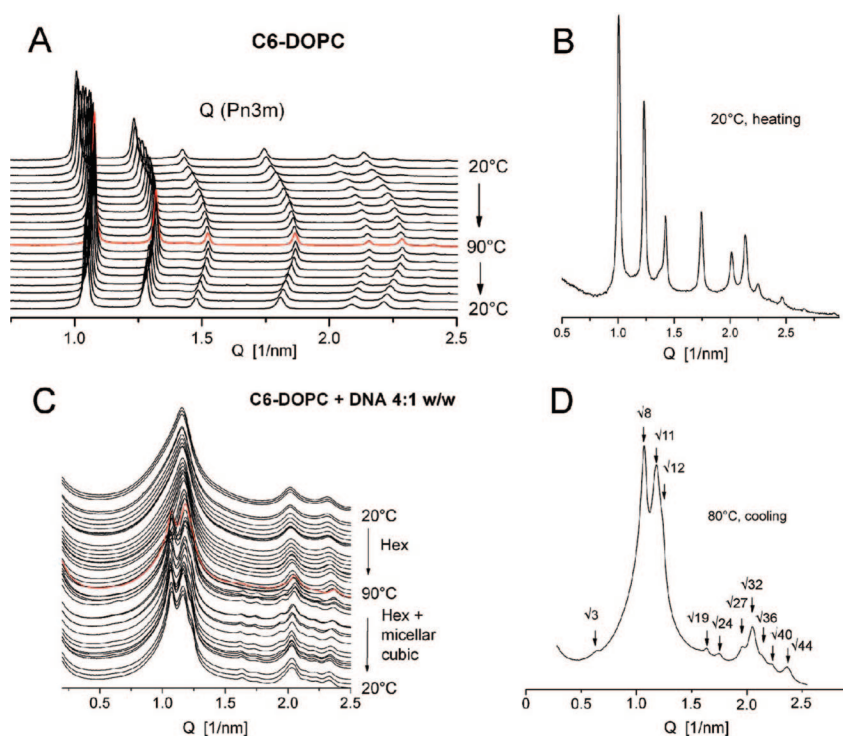 A
C6-DOPC
Q (Pn3m)
20°C
90°C
20°C
1.0
1.5
2.0
2.5
Q [1/nm]
B
20°C, heating
0.5
1.0
1.5
2.0
2.5
Q [1/nm]
C
C6-DOPC + DNA 4:1 w/w
20°C
Hex
90°C
Hex +
micellar
cubic
20°C
0.5
1.0
1.5
2.0
2.5
Q [1/nm]
D
√8
√11
√12
80°C, cooling
√3
√19
√24
√27
√32
√36
√40
√44
0
0.5
1.0
1.5
2.0
2.5
Q [1/nm]